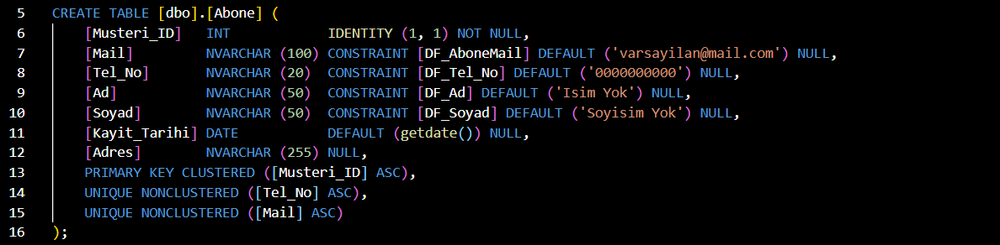 5 CREATE TABLE [dbo].[Abone] (
6 [Musteri_ID] INT IDENTITY (1, 1) NOT NULL,
7 [Mail] NVARCHAR (100) CONSTRAINT [DF_AboneMail] DEFAULT ('varsayilan@mail.com') NULL,
8 [Tel_No] NVARCHAR (20) CONSTRAINT [DF_Tel_No] DEFAULT ('0000000000') NULL,
9 [Ad] NVARCHAR (50) CONSTRAINT [DF_Ad] DEFAULT ('Isim Yok') NULL,
10 [Soyad] NVARCHAR (50) CONSTRAINT [DF_Soyad] DEFAULT ('Soyisim Yok') NULL,
11 [Kayit_Tarihi] DATE DEFAULT (getdate()) NULL,
12 [Adres] NVARCHAR (255) NULL,
13 PRIMARY KEY CLUSTERED ([Musteri_ID] ASC),
14 UNIQUE NONCLUSTERED ([Tel_No] ASC),
15 UNIQUE NONCLUSTERED ([Mail] ASC)
16 );